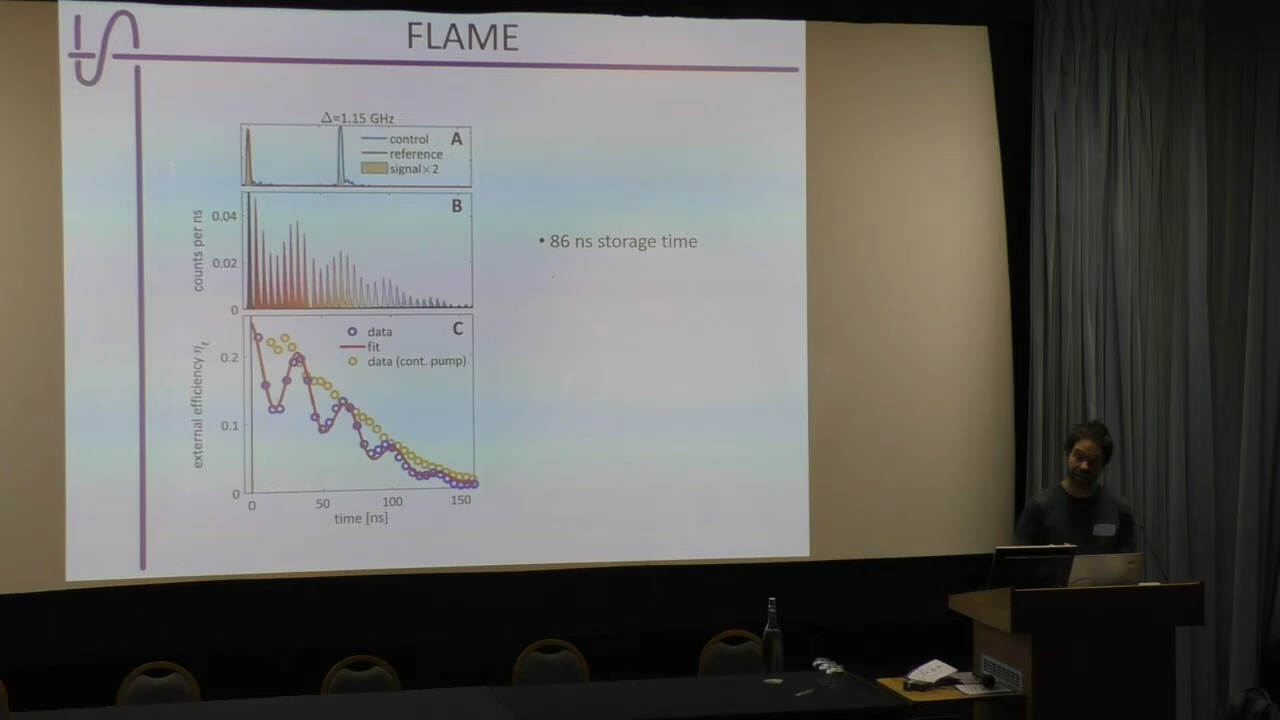 FLAME
Δ=1.15 GHz
control
A
reference
signal×2
B
counts per ns
0.04
0.02
0
• 86 ns storage time
data
C
fit
data (cont. pump)
external efficiency ηt
0.2
0.1
0
0
50
100
150
time [ns]